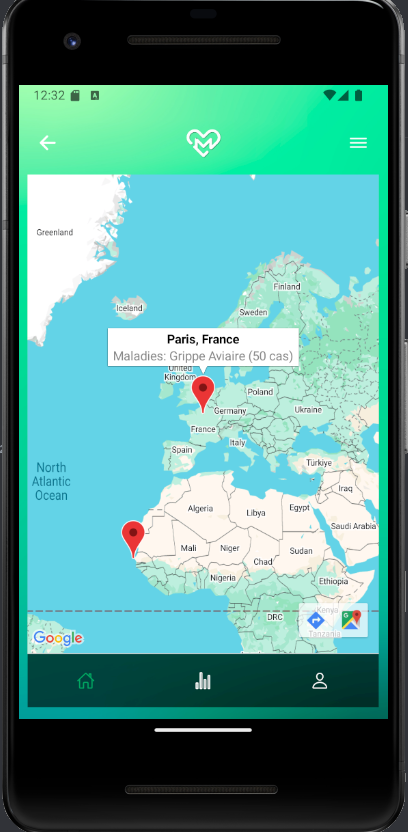 12:32
A
Greenland
Iceland
Finland
Sweden
Paris, France
Maladies: Grippe Aviaire (50 cas)
United
Kingdom
Poland
Germany
Ukraine
France
Italy
Spain
Türkiye
North
Atlantic
Ocean
Iraq
Algeria
Libya
Egypt
Saudi Arabia
Mali
Niger
Sudan
Chad
Nigeria
Ethiopia
Kenya
DRC
Tanzania
Google